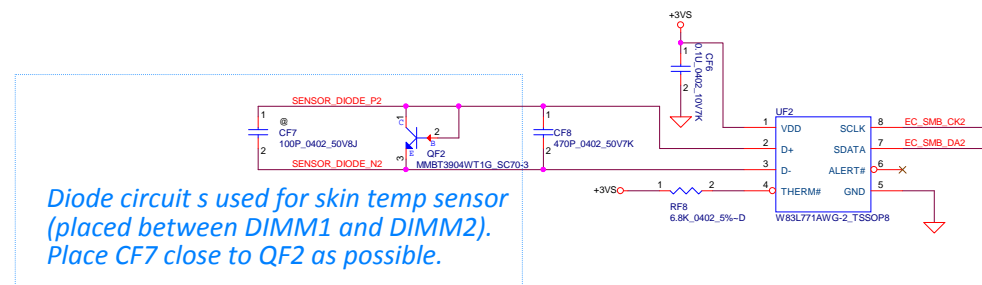 +3VS
1
CF6
0.1U_0402_10V7K
2
SENSOR_DIODE_P2
1
@
CF7
100P_0402_50V8J
2
1
C
2
B
E
3
QF2
MMBT3904WT1G_SC70-3
SENSOR_DIODE_N2
1
CF8
470P_0402_50V7K
2
UF2
1 VDD SCLK 8 EC_SMB_CK2
2 D+ SDATA 7 EC_SMB_DA2
3 D- ALERT# 6
4 THERM# GND 5
W83L771AWG-2_TSSOP8
+3VS 1 2
RF8
6.8K_0402_5%~D
Diode circuit s used for skin temp sensor
(placed between DIMM1 and DIMM2).
Place CF7 close to QF2 as possible.